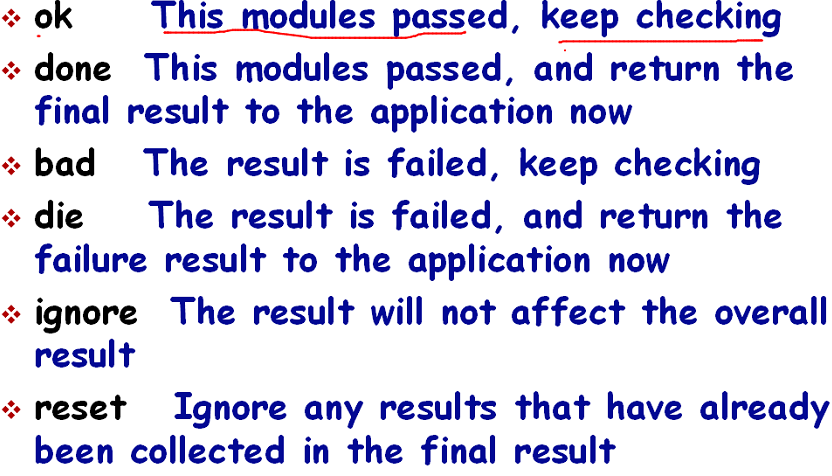 ok This modules passed, keep checking
done This modules passed, and return the
final result to the application now
bad The result is failed, keep checking
die The result is failed, and return the
failure result to the application now
ignore The result will not affect the overall
result
reset Ignore any results that have already
been collected in the final result